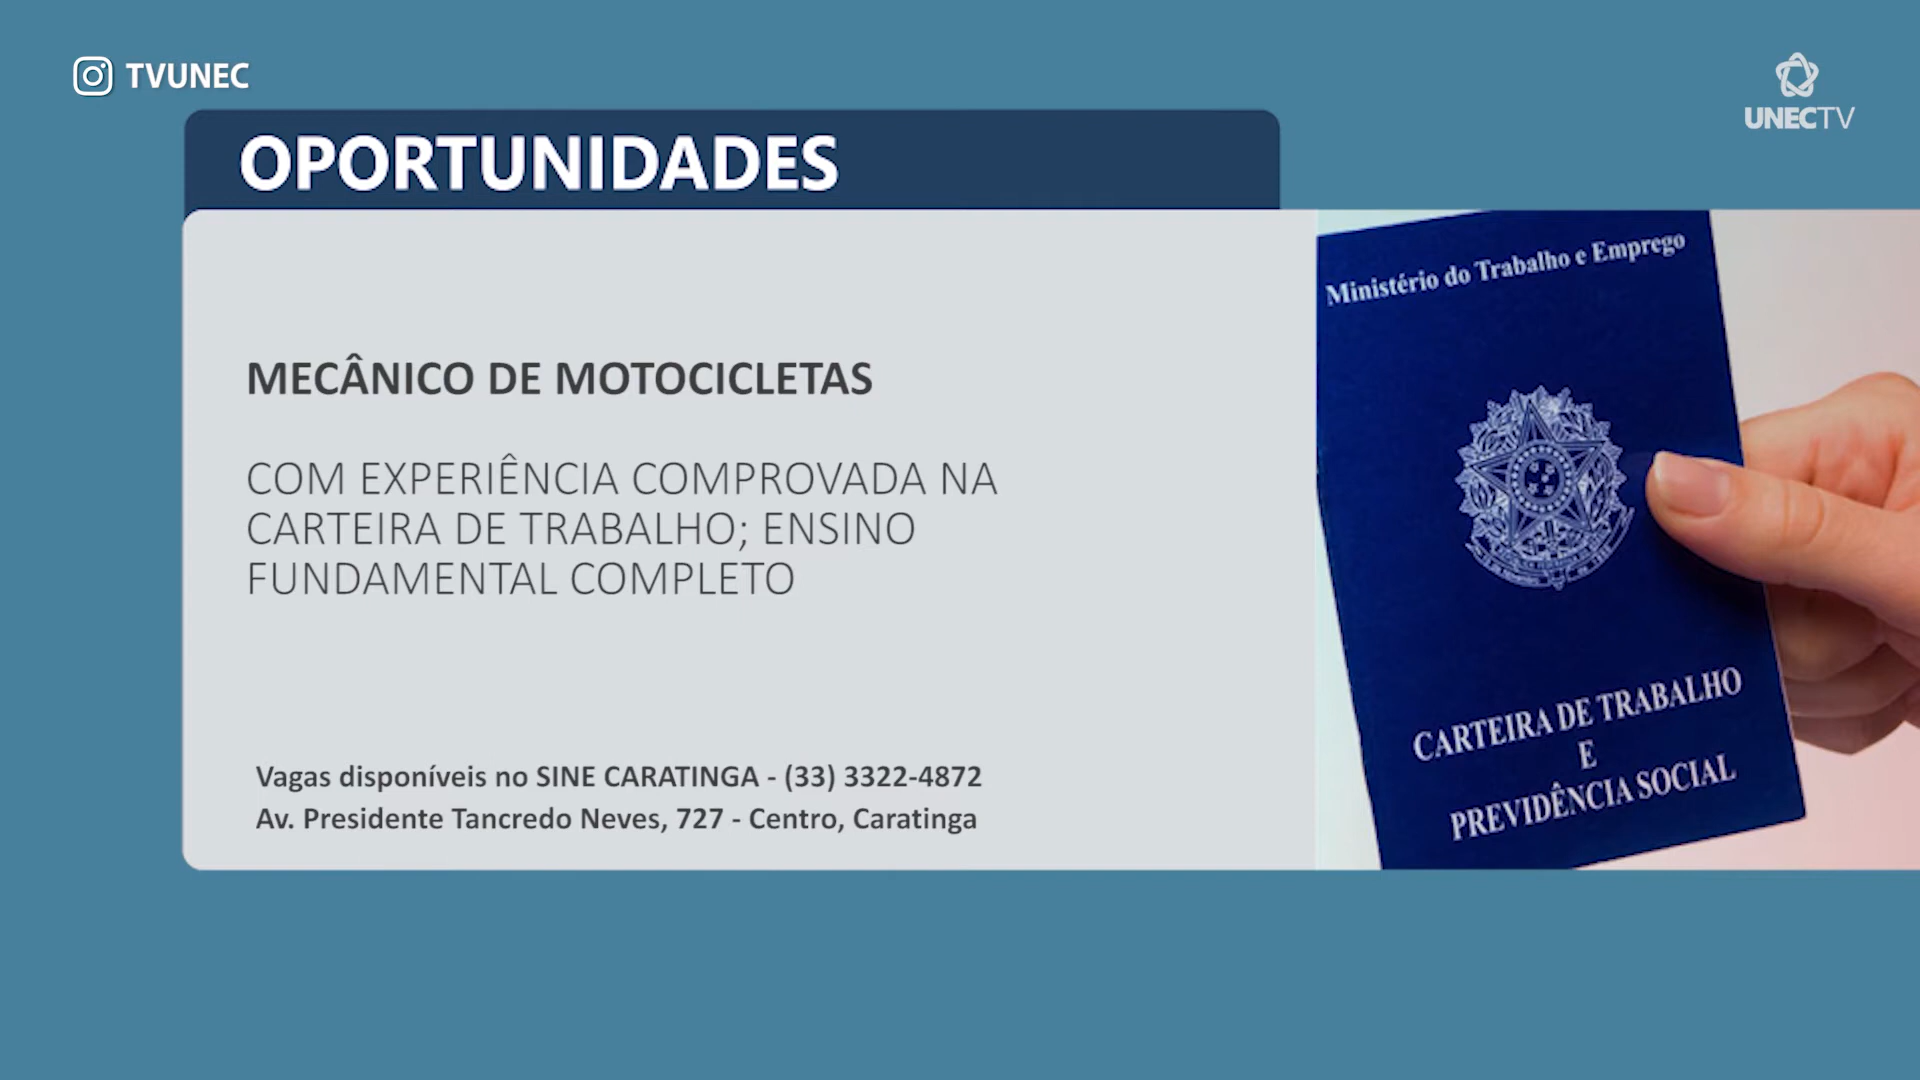 TVUNEC
UNECTV
OPORTUNIDADES
MECÂNICO DE MOTOCICLETAS
COM EXPERIÊNCIA COMPROVADA NA
CARTEIRA DE TRABALHO; ENSINO
FUNDAMENTAL COMPLETO
Vagas disponíveis no SINE CARATINGA - (33) 3322-4872
Av. Presidente Tancredo Neves, 727 - Centro, Caratinga
Ministério do Trabalho e Emprego
CARTEIRA DE TRABALHO
E
PREVIDÊNCIA SOCIAL